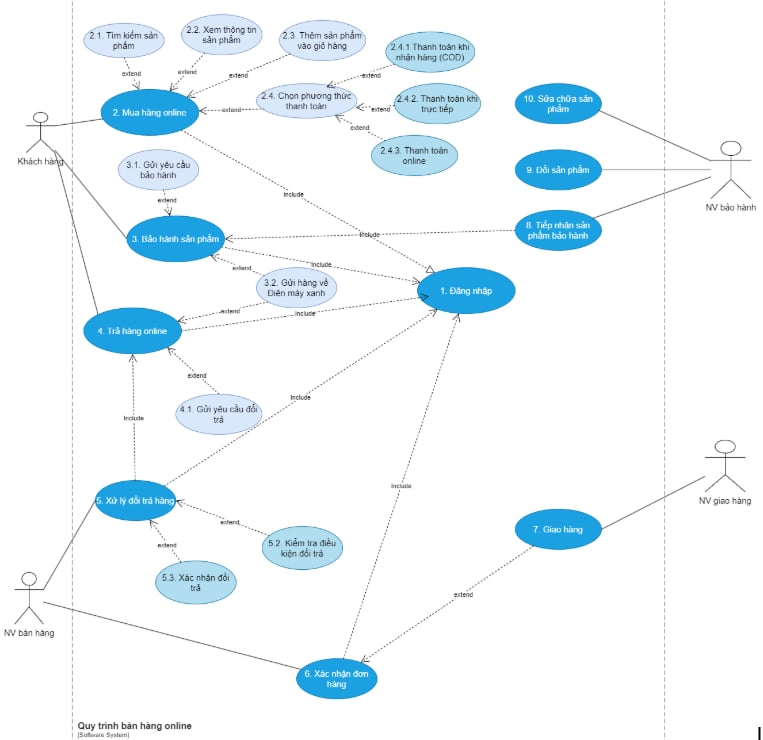 2.1. Tìm kiếm sản
phẩm
2.2. Xem thông tin
sản phẩm
2.3. Thêm sản phẩm
vào giỏ hàng
2.4.1 Thanh toán khi
nhận hàng (COD)
extend
extend
extend
extend
2. Mua hàng online
extend
2.4. Chọn phương thức
thanh toán
extend
2.4.2. Thanh toán khi
trực tiếp
extend
2.4.3. Thanh toán
online
10. Sửa chữa sản
phẩm
Khách hàng
3.1. Gửi yêu cầu
bảo hành
extend
Include
9. Đổi sản phẩm
NV bảo hành
3. Bảo hành sản phẩm
Include
8. Tiếp nhận sản
phẩm bảo hành
Include
extend
3.2. Gửi hàng về
Điện máy xanh
1. Đăng nhập
extend
Include
4. Trả hàng online
extend
Include
4.1. Gửi yêu cầu đổi
trả
Include
5. Xử lý đổi trả hàng
Include
NV giao hàng
extend
7. Giao hàng
extend
5.2. Kiểm tra điều
kiện đổi trả
5.3. Xác nhận đổi
trả
extend
NV bán hàng
6. Xác nhận đơn
hàng
Quy trình bán hàng online
[Software System]